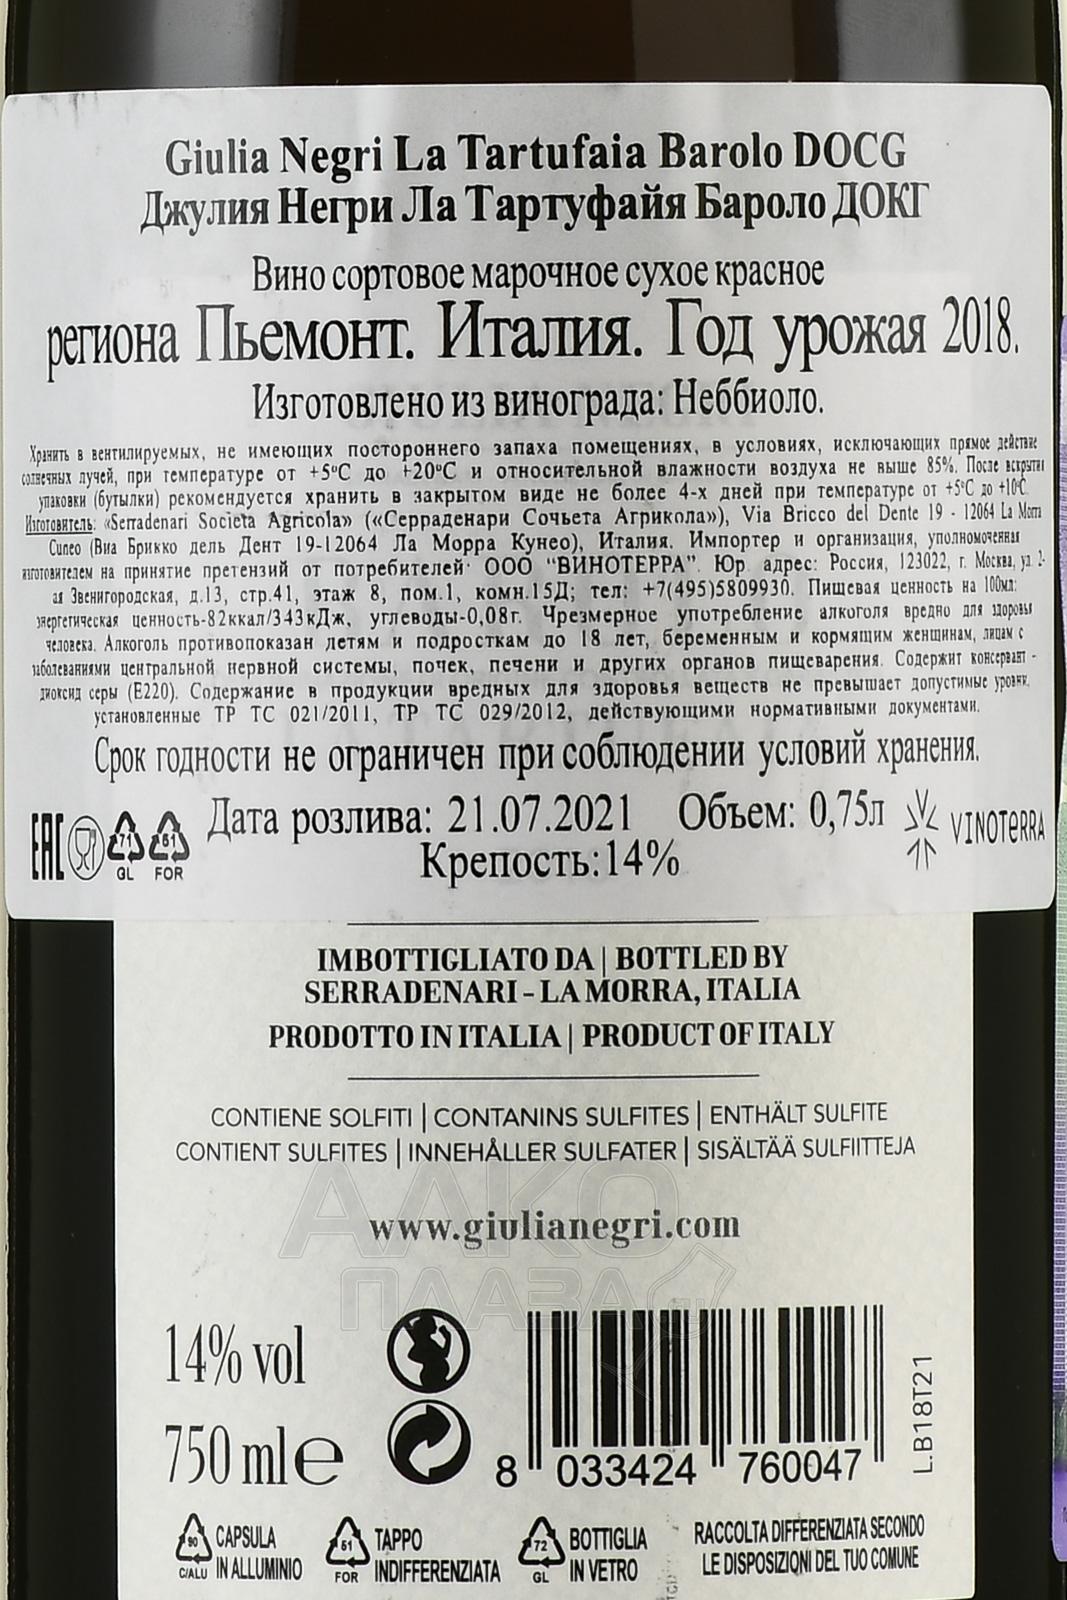 Giulia Negri La Tartufaia Barolo DOCG
Джулия Негри Ла Тартуфайя Бароло ДОКГ
Вино сортовое марочное сухое красное
региона Пьемонт. Италия. Год урожая 2018.
Изготовлено из винограда: Неббиоло.
Хранить в вентилируемых, не имеющих постороннего запаха помещениях, в условиях, исключающих прямое действие
солнечных лучей, при температуре от +5°С до +20°С и относительной влажности воздуха не выше 85%. После вскрытия
упаковки (бутылки) рекомендуется хранить в закрытом виде не более 4-х дней при температуре от +5°С до +10°С.
Изготовитель: «Serradenari Societa Agricola» («Серраденари Сочьета Агрикола»), Via Bricco del Dente 19 - 12064 La Morra
Cuneo (Виа Брикко дель Дент 19-12064 Ла Морра Кунео), Италия. Импортер и организация, уполномоченная
изготовителем на принятие претензий от потребителей: ООО "ВИНОТЕРРА". Юр. адрес: Россия, 123022, г. Москва, ул. 2-
ая Звенигородская, д.13, стр.41, этаж 8, пом.1, комн.15Д; тел: +7(495)5809930. Пищевая ценность на 100мл:
энергетическая ценность-82ккал/343кДж, углеводы-0,08г. Чрезмерное употребление алкоголя вредно для здоровья
человека. Алкоголь противопоказан детям и подросткам до 18 лет, беременным и кормящим женщинам, лицам с
заболеваниями центральной нервной системы, почек, печени и других органов пищеварения. Содержит консервант -
диоксид серы (Е220). Содержание в продукции вредных для здоровья веществ не превышает допустимые уровни,
установленные ТР ТС 021/2011, ТР ТС 029/2012, действующими нормативными документами.
Срок годности не ограничен при соблюдении условий хранения.
EAC 71 GL 51 FOR Дата розлива: 21.07.2021 Объем: 0,75л VINOTERRA
Крепость:14%
IMBOTTIGLIATO DA | BOTTLED BY
SERRADENARI - LA MORRA, ITALIA
PRODOTTO IN ITALIA | PRODUCT OF ITALY
CONTIENE SOLFITI | CONTANINS SULFITES | ENTHÄLT SULFITE
CONTIENT SULFITES | INNEHÅLLER SULFATER | SISÄLTÄÄ SULFIITTEJA
www.giulianegri.com
ААКО
ПЛАЗА
.ru
14% vol
750 ml e
8 033424 760047
L.B18T21
90 C/ALU CAPSULA IN ALLUMINIO
51 FOR TAPPO INDIFFERENZIATA
72 GL BOTTIGLIA IN VETRO
RACCOLTA DIFFERENZIATA SECONDO
LE DISPOSIZIONI DEL TUO COMUNE